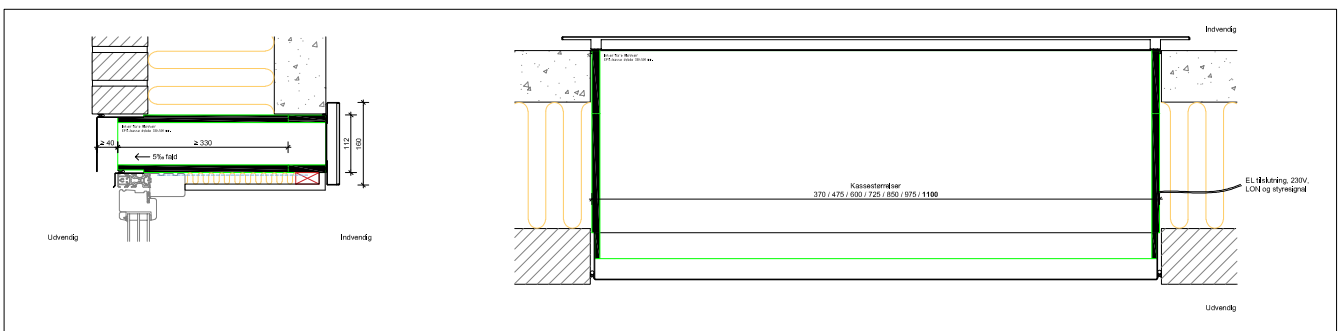 ≥ 40
≥ 330
5‰ fald
112
160
Udvendig
Indvendig
Indvendig
Kassestørrelser
370 / 475 / 600 / 725 / 850 / 975 / 1100
EL tilslutning, 230V,
LON og styresignal
Udvendig